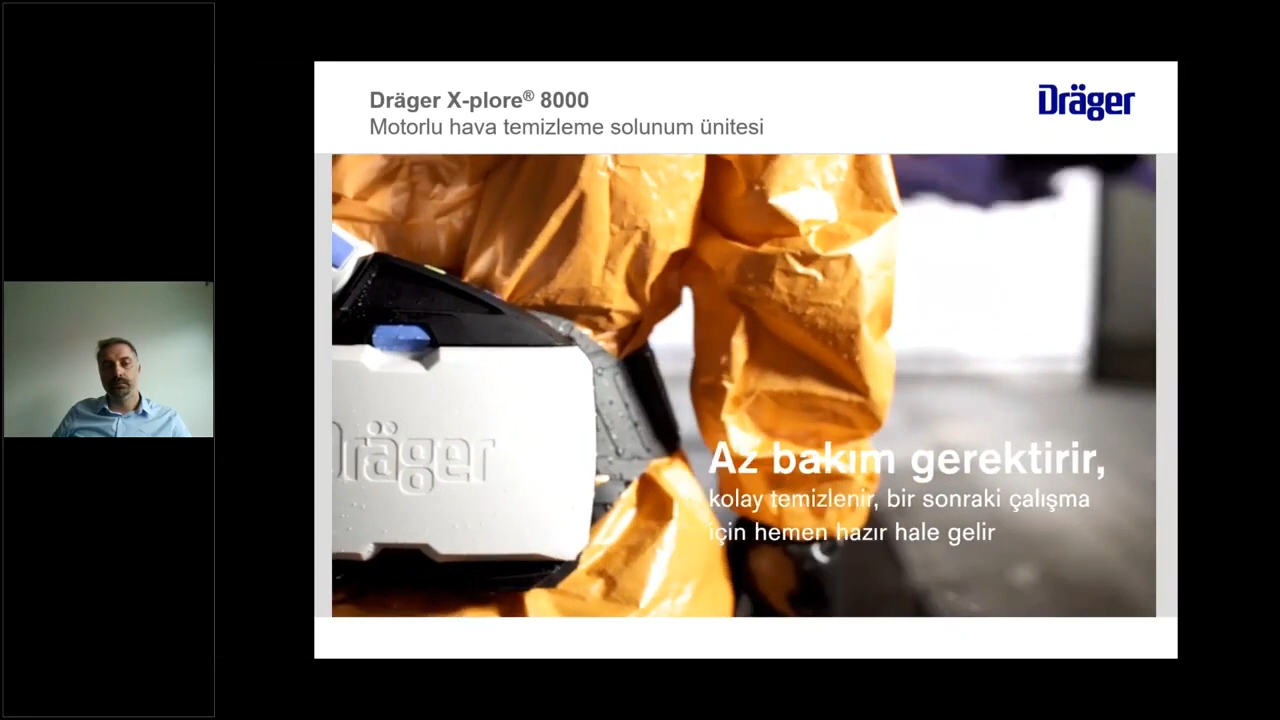 Dräger X-plore® 8000
Motorlu hava temizleme solunum ünitesi
Dräger
Dräger
Az bakım gerektirir,
kolay temizlenir, bir sonraki çalışma
için hemen hazır hale gelir